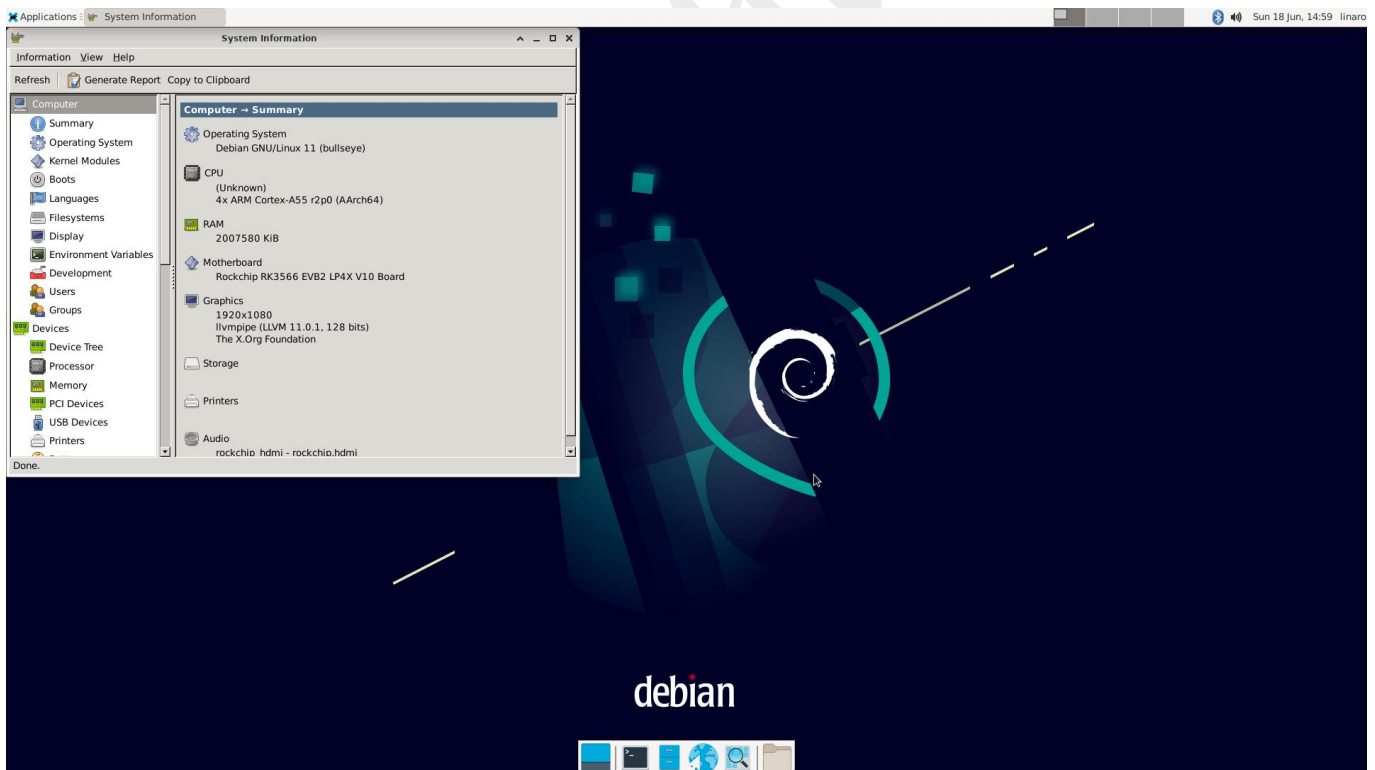 Applications
System Information
Sun 18 Jun, 14:59 linaro
System Information
Information View Help
Refresh Generate Report Copy to Clipboard
Computer
Summary
Operating System
Kernel Modules
Boots
Languages
Filesystems
Display
Environment Variables
Development
Users
Groups
Devices
Device Tree
Processor
Memory
PCI Devices
USB Devices
Printers
Computer → Summary
Operating System
Debian GNU/Linux 11 (bullseye)
CPU
(Unknown)
4x ARM Cortex-A55 r2p0 (AArch64)
RAM
2007580 KiB
Motherboard
Rockchip RK3566 EVB2 LP4X V10 Board
Graphics
1920x1080
llvmpipe (LLVM 11.0.1, 128 bits)
The X.Org Foundation
Storage
Printers
Audio
rockchip_hdmi - rockchip,hdmi
Done.
debian